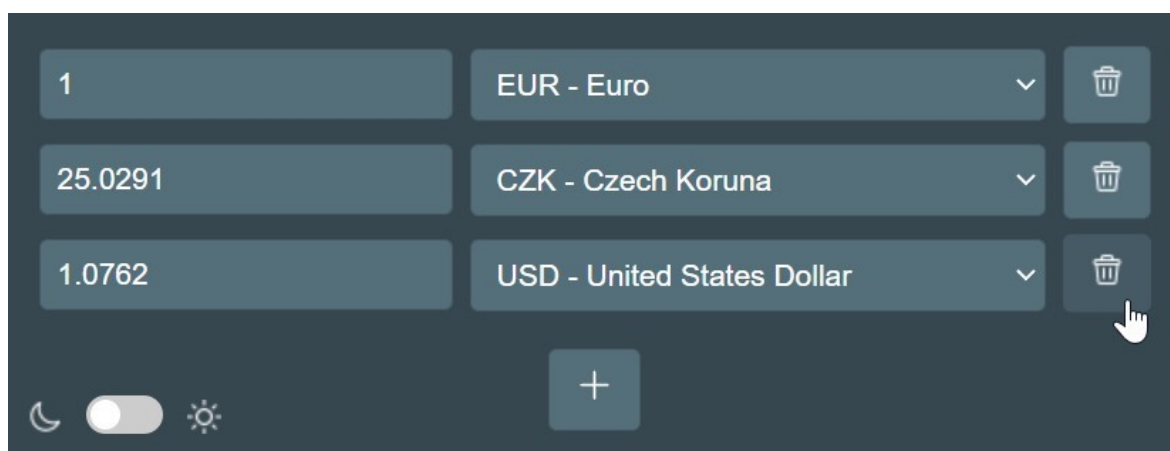 1 EUR - Euro
25.0291 CZK - Czech Koruna
1.0762 USD - United States Dollar
+